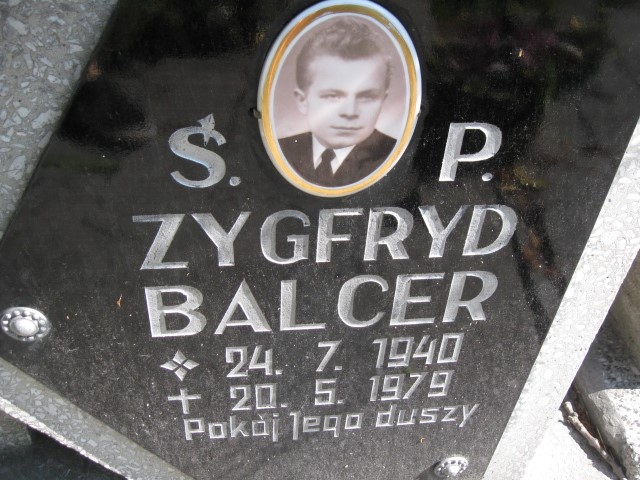 Ś. P.
ZYGFRYD
BALCER
24. 7. 1940
20. 5. 1979
Pokój Jego duszy